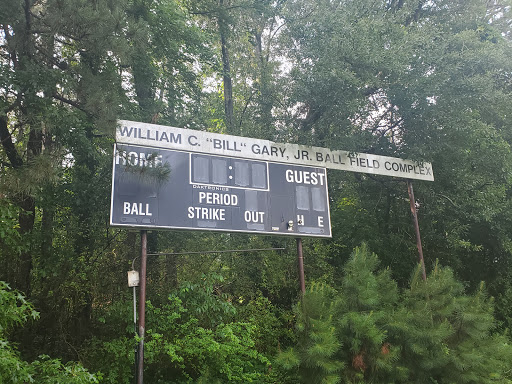 WILLIAM C. "BILL" GARY, JR. BALL FIELD COMPLEX
HOME GUEST
DAKTRONICS
PERIOD
BALL STRIKE OUT H E